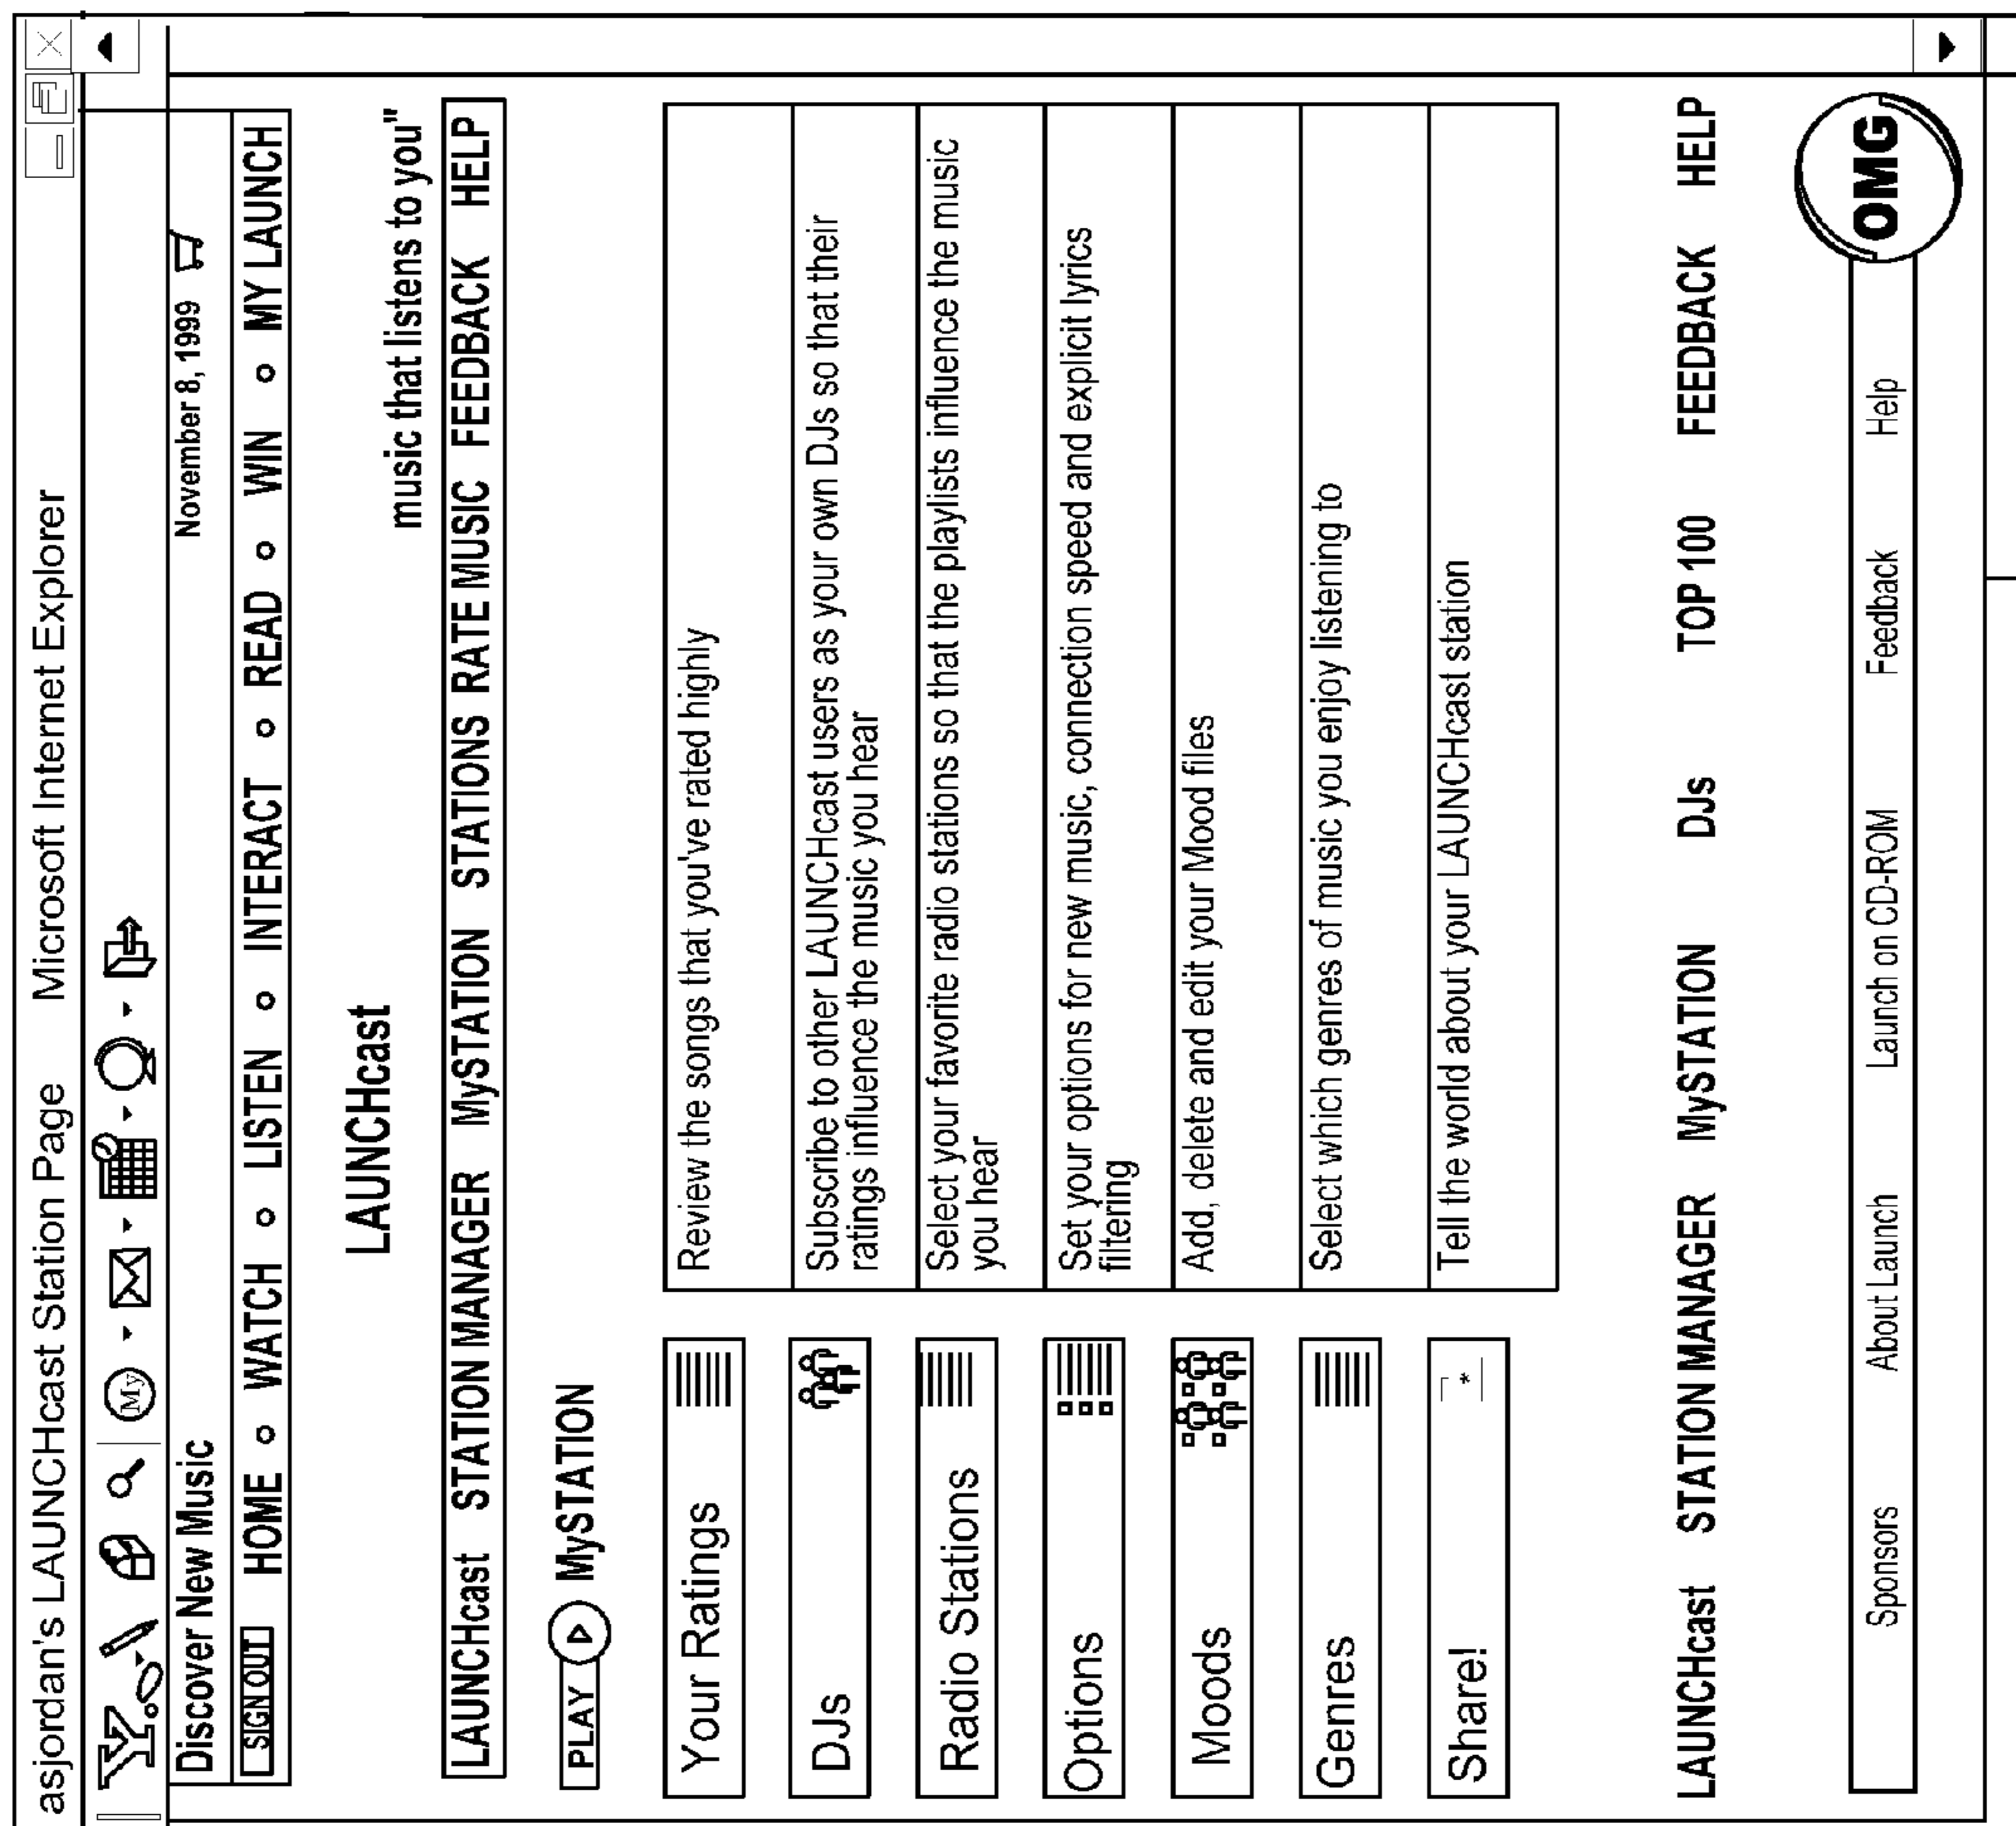 asjordan's LAUNCHcast Station Page Microsoft Internet Explorer
Y! My
Discover New Music November 8, 1999
SIGN OUT HOME o WATCH o LISTEN o INTERACT o READ o WIN o MY LAUNCH
LAUNCHcast
music that listens to you"
LAUNCHcast STATION MANAGER MySTATION STATIONS RATE MUSIC FEEDBACK HELP
PLAY MySTATION
Your Ratings Review the songs that you've rated highly
DJs Subscribe to other LAUNCHcast users as your own DJs so that their
ratings influence the music you hear
Radio Stations Select your favorite radio stations so that the playlists influence the music
you hear
Options Set your options for new music, connection speed and explicit lyrics
filtering
Moods Add, delete and edit your Mood files
Genres Select which genres of music you enjoy listening to
Share! Tell the world about your LAUNCHcast station
LAUNCHcast STATION MANAGER MySTATION DJs TOP 100 FEEDBACK HELP
Sponsors About Launch Launch on CD-ROM Feedback Help OMG